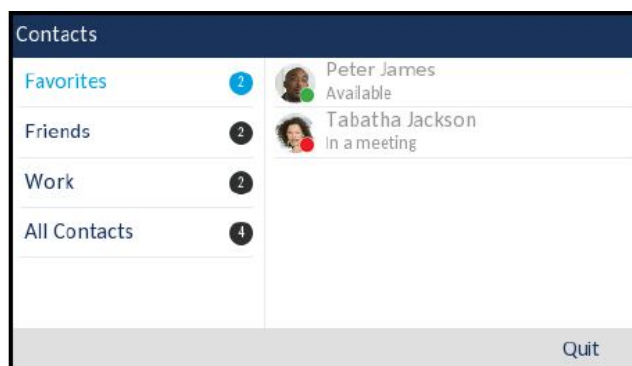 Contacts
Favorites 2
Friends 2
Work 2
All Contacts 4
Peter James
Available
Tabatha Jackson
In a meeting
Quit